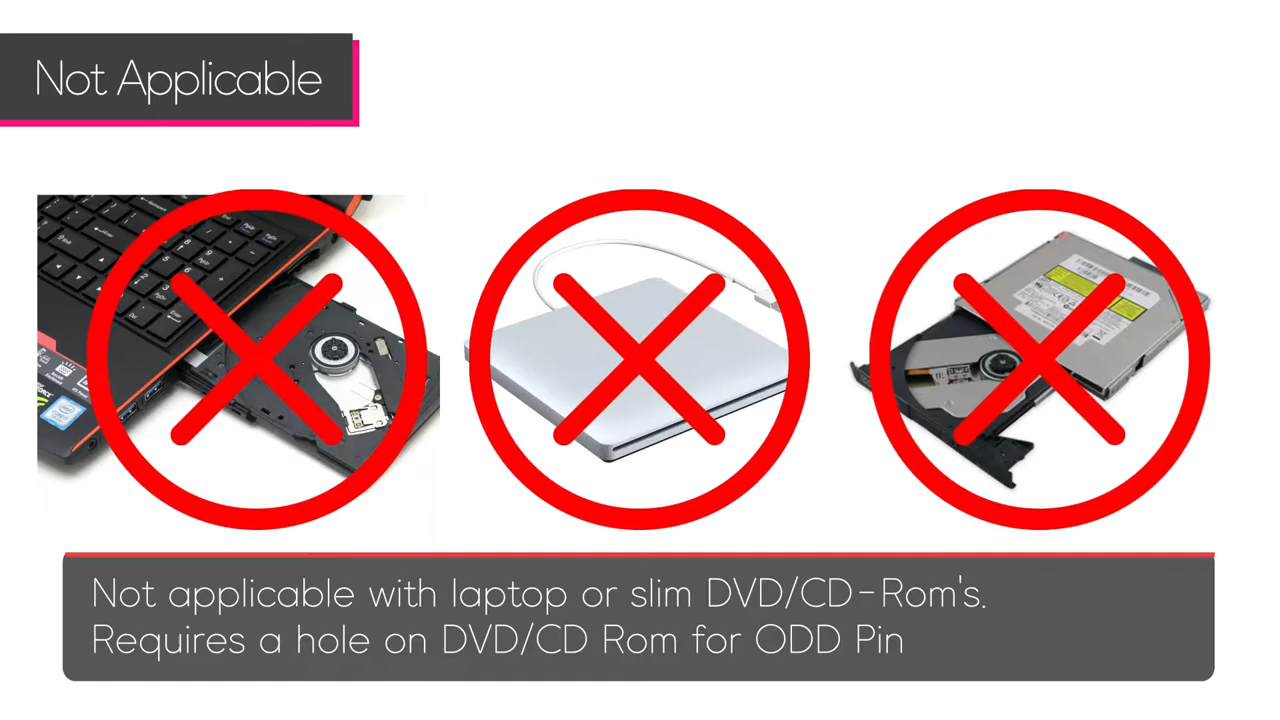 Not Applicable
Not applicable with laptop or slim DVD/CD-Rom's.
Requires a hole on DVD/CD Rom for ODD Pin